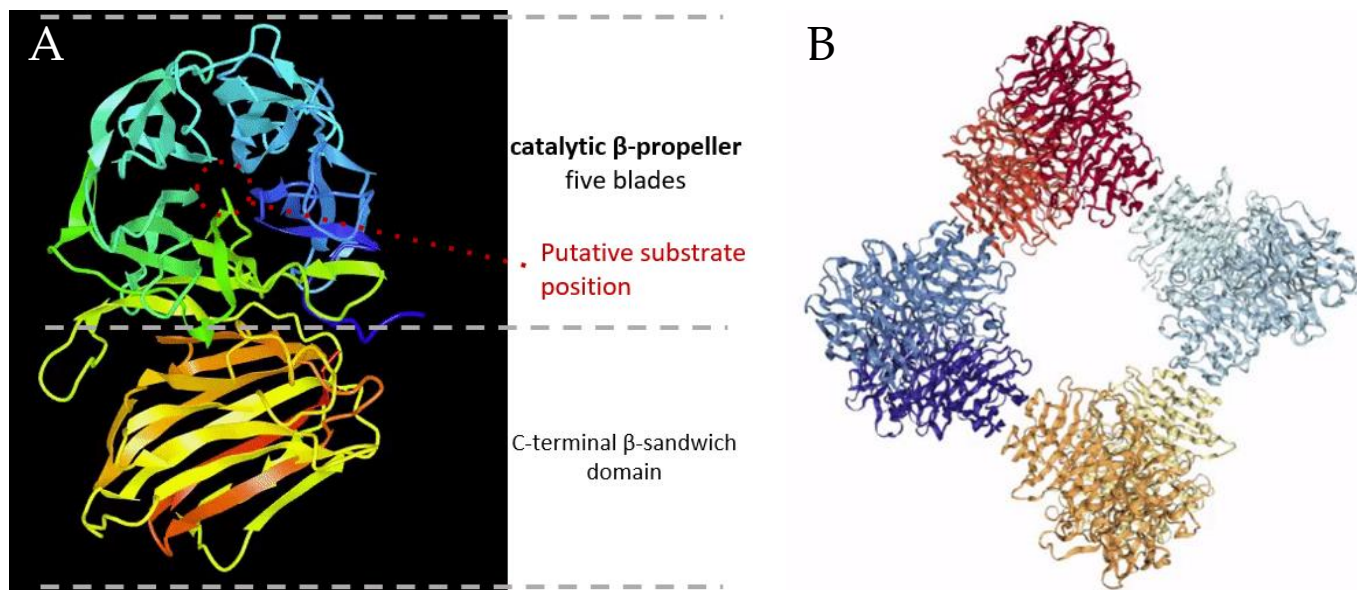 A
B
catalytic β-propeller
five blades
Putative substrate
position
C-terminal β-sandwich
domain